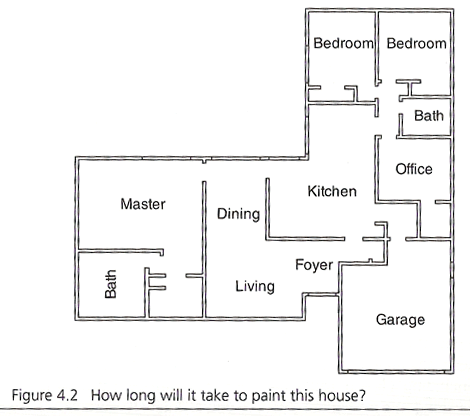 Bedroom Bedroom
Bath
Office
Kitchen
Master
Dining
Foyer
Bath
Living
Garage
Figure 4.2 How long will it take to paint this house?